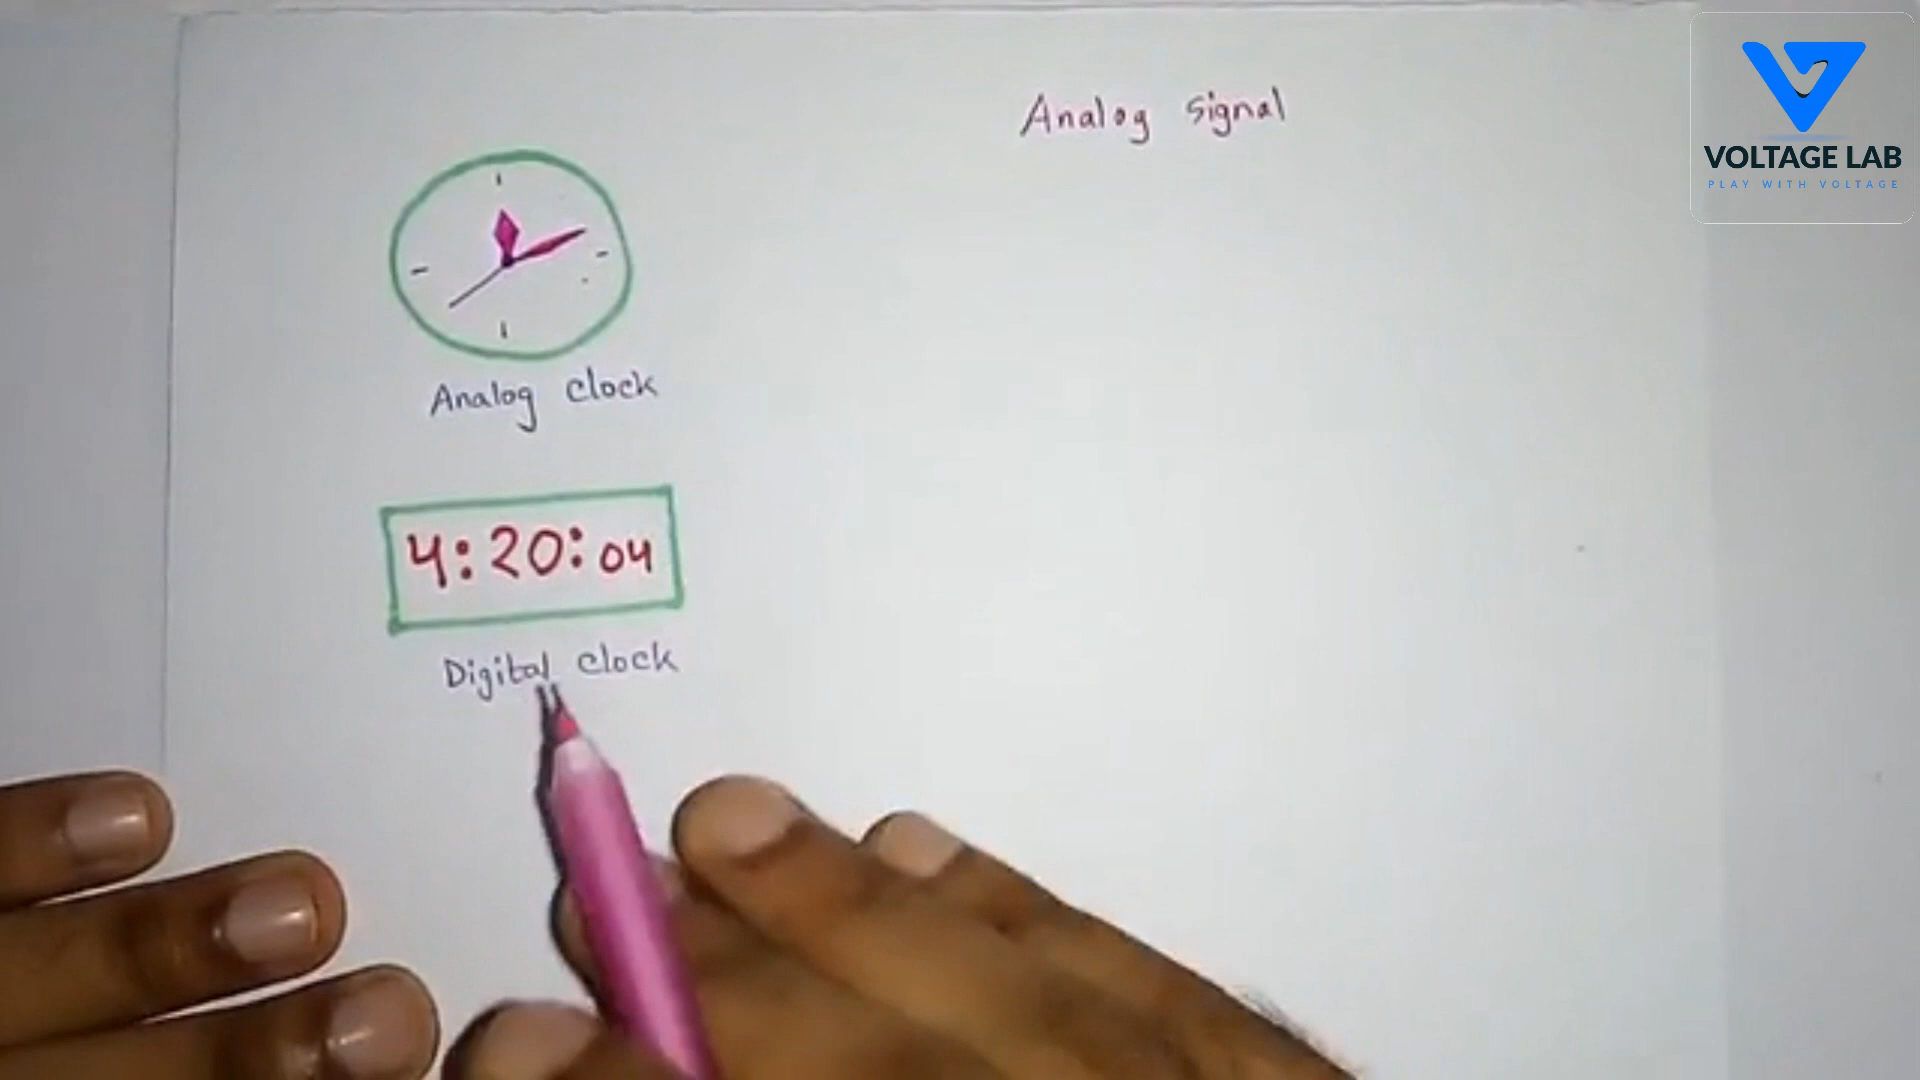 Analog signal
VOLTAGE LAB
PLAY WITH VOLTAGE
Analog clock
4:20:04
Digital clock